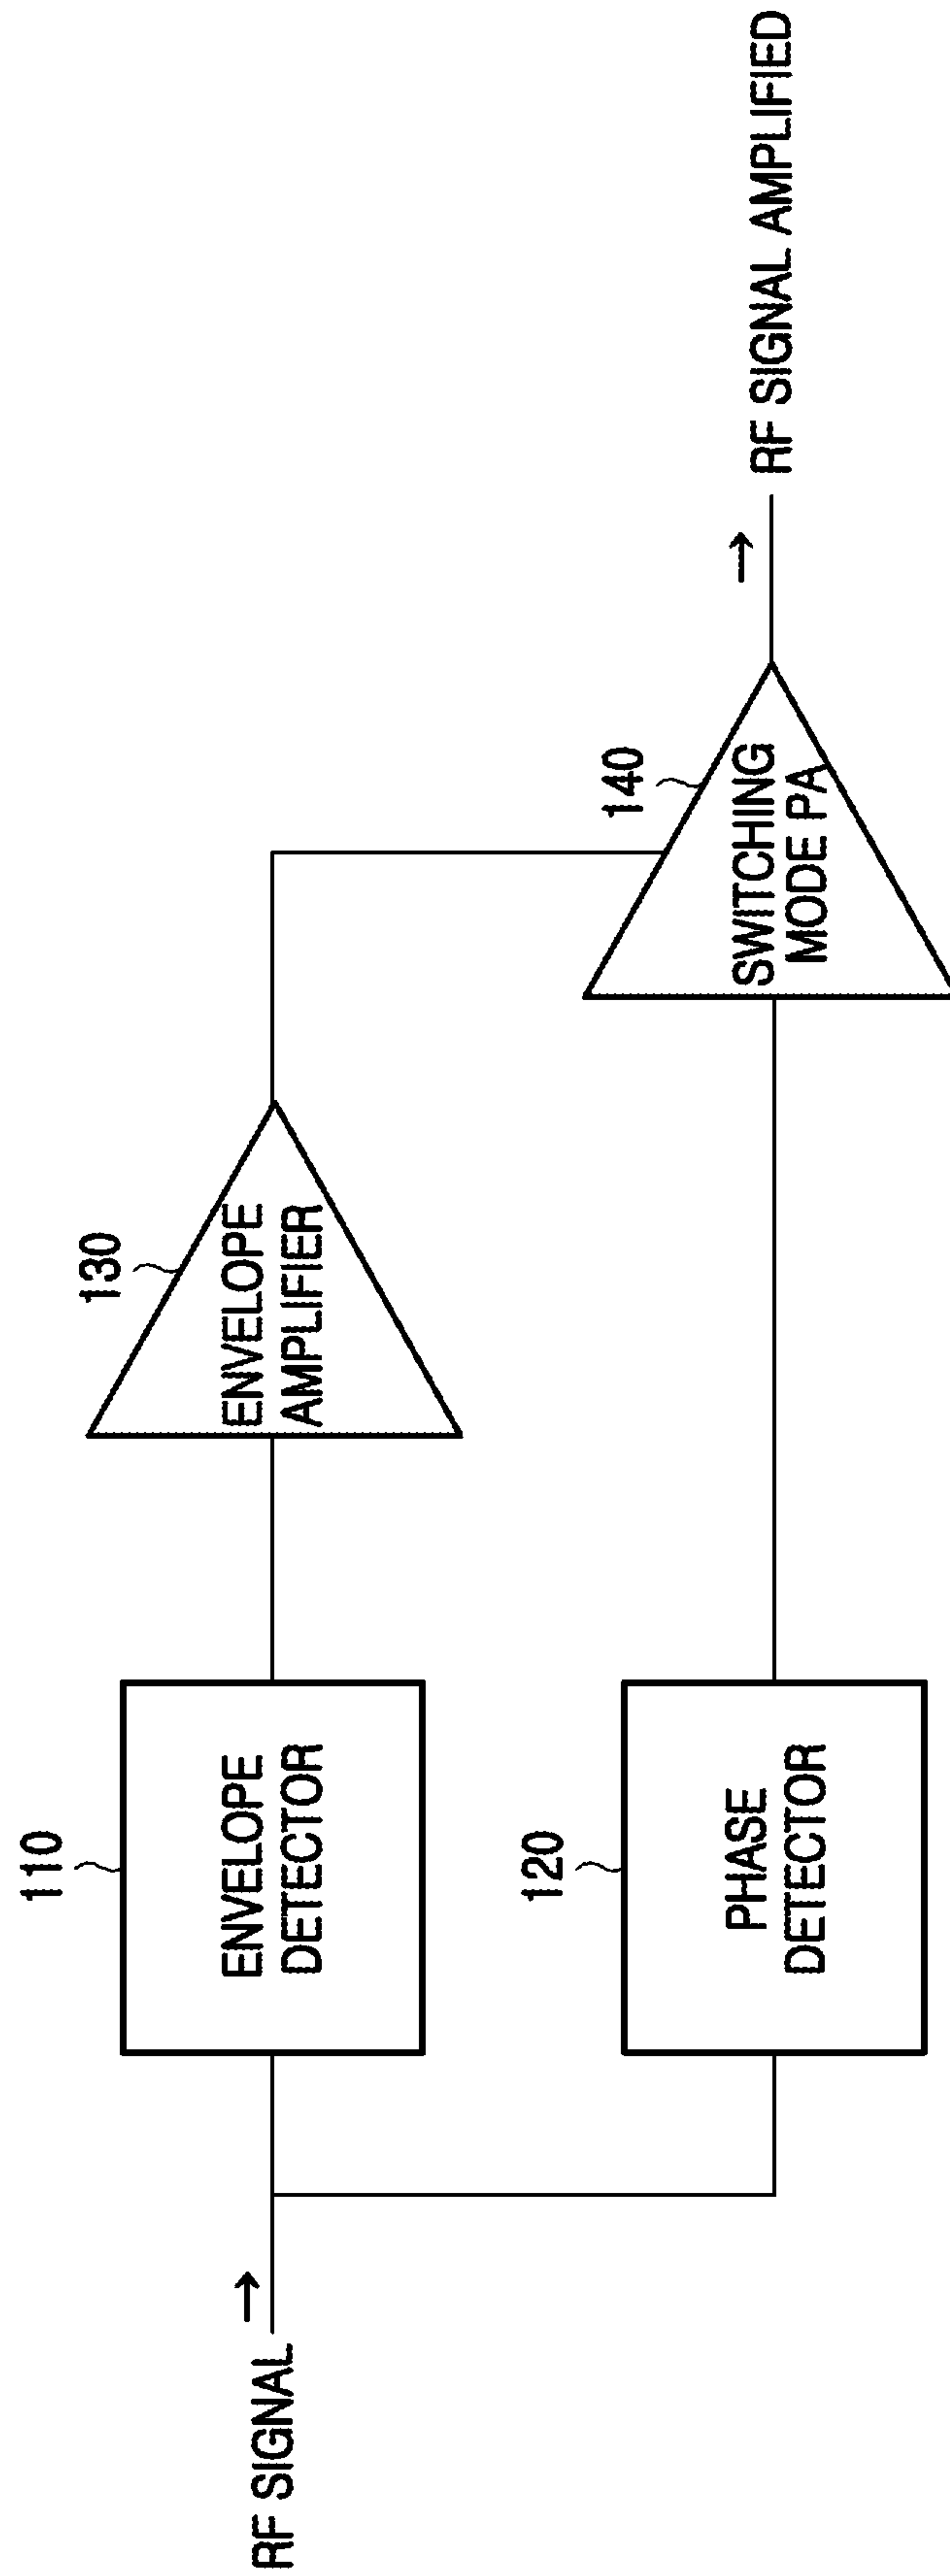 RF SIGNAL
110
ENVELOPE
DETECTOR
130
ENVELOPE
AMPLIFIER
120
PHASE
DETECTOR
140
SWITCHING
MODE PA
RF SIGNAL AMPLIFIED